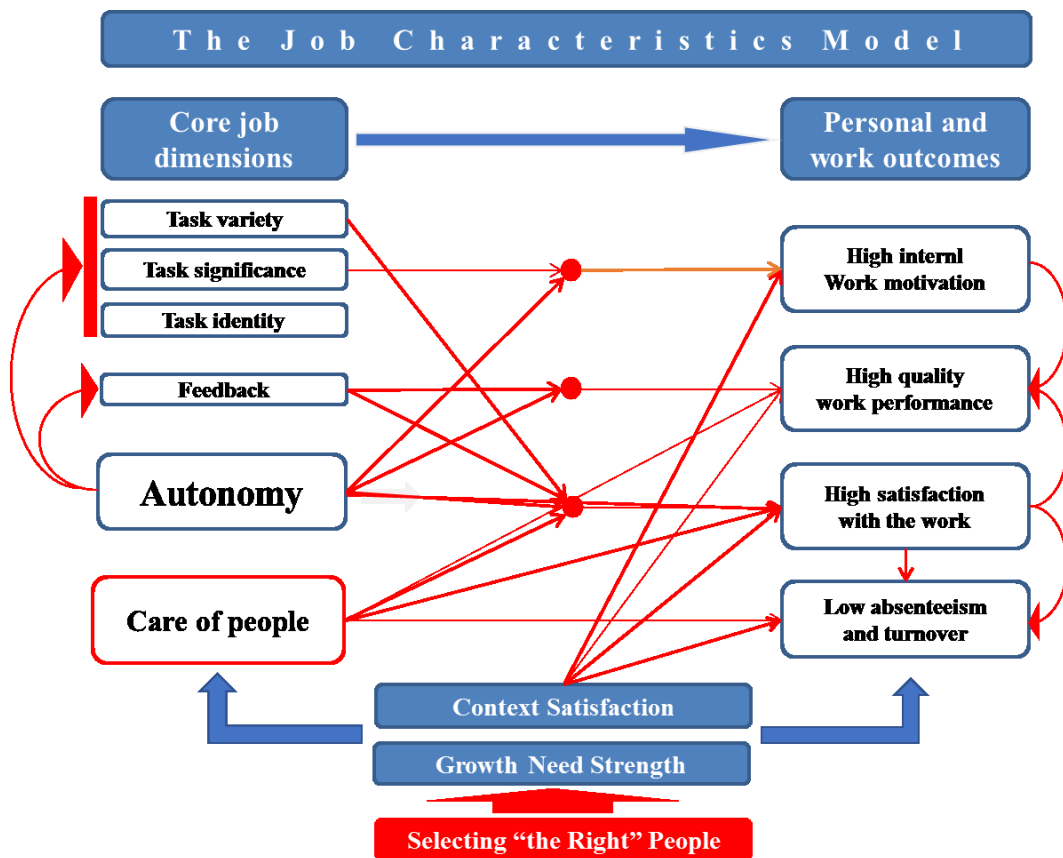 The Job Characteristics Model
Core job
dimensions
Personal and
work outcomes
Task variety
Task significance
Task identity
Feedback
Autonomy
Care of people
High internl
Work motivation
High quality
work performance
High satisfaction
with the work
Low absenteeism
and turnover
Context Satisfaction
Growth Need Strength
Selecting “the Right” People